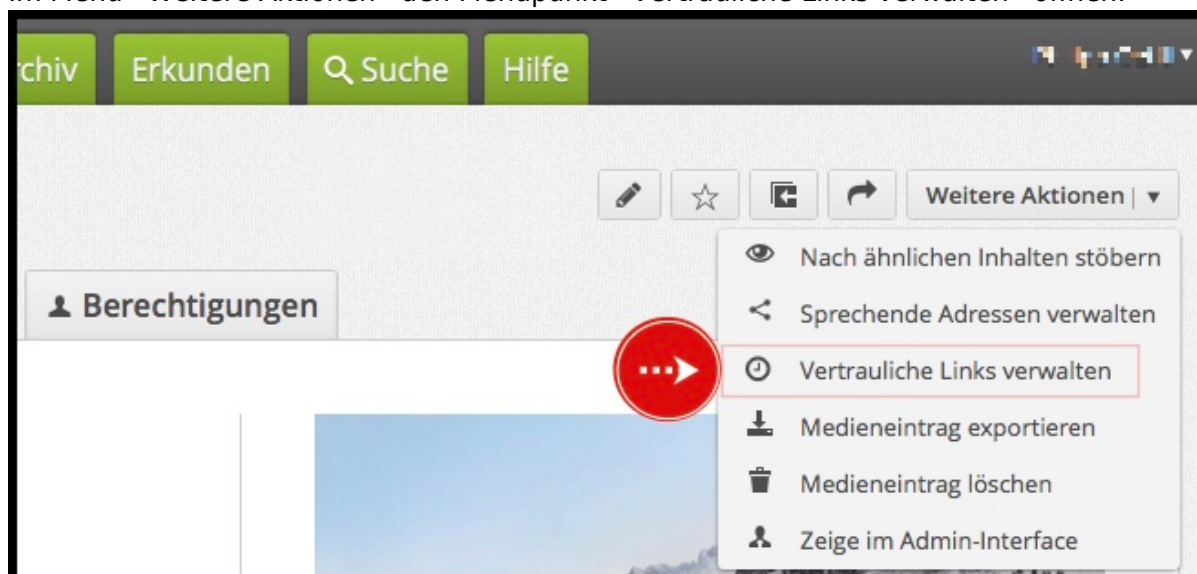 im Menü "Weitere Aktionen" den Menüpunkt "Vertrauliche Links verwalten" öffnen.
chiv Erkunden Suche Hilfe
Weitere Aktionen | ▼
Nach ähnlichen Inhalten stöbern
Berechtigungen
Sprechende Adressen verwalten
Vertrauliche Links verwalten
Medieneintrag exportieren
Medieneintrag löschen
Zeige im Admin-Interface